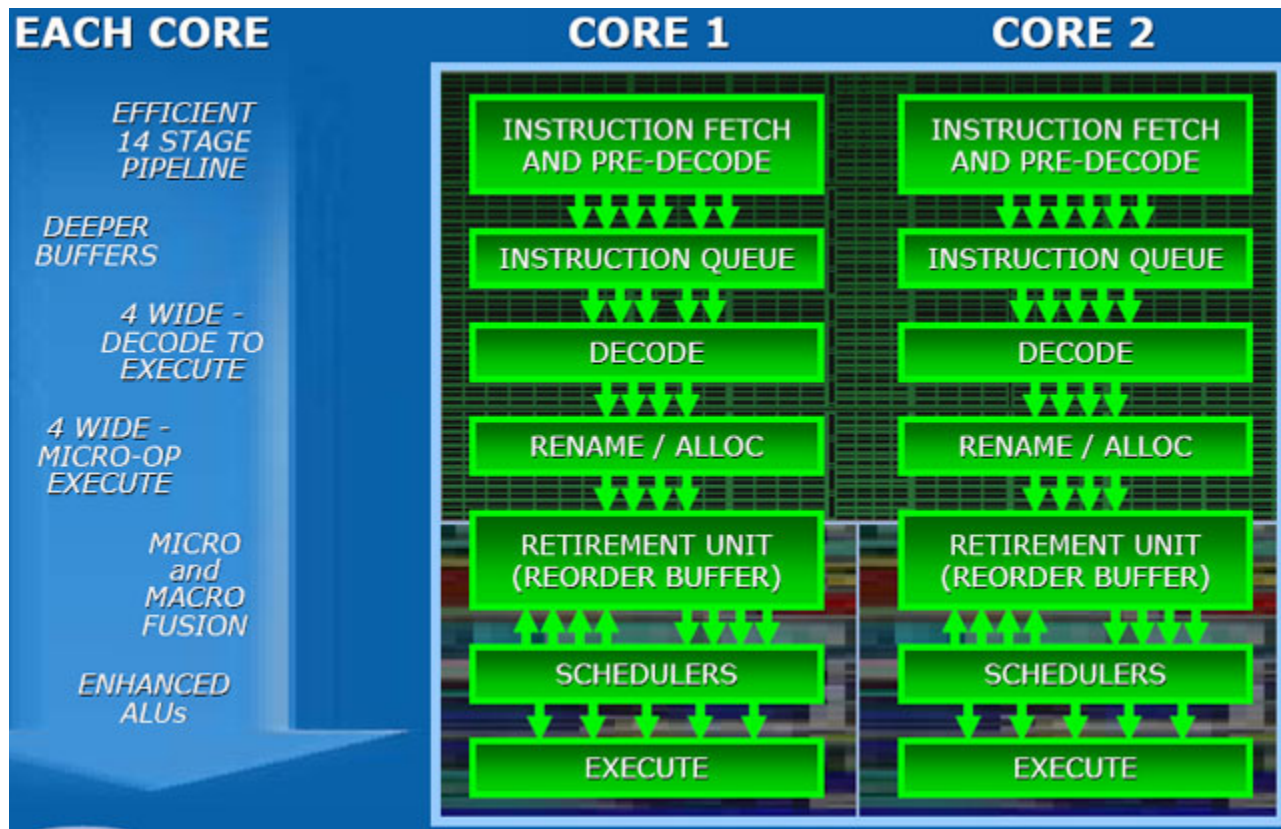 EACH CORE
CORE 1
CORE 2
EFFICIENT
14 STAGE
PIPELINE
DEEPER
BUFFERS
4 WIDE -
DECODE TO
EXECUTE
4 WIDE -
MICRO-OP
EXECUTE
MICRO
and
MACRO
FUSION
ENHANCED
ALUs
INSTRUCTION FETCH
AND PRE-DECODE
INSTRUCTION QUEUE
DECODE
RENAME / ALLOC
RETIREMENT UNIT
(REORDER BUFFER)
SCHEDULERS
EXECUTE
INSTRUCTION FETCH
AND PRE-DECODE
INSTRUCTION QUEUE
DECODE
RENAME / ALLOC
RETIREMENT UNIT
(REORDER BUFFER)
SCHEDULERS
EXECUTE